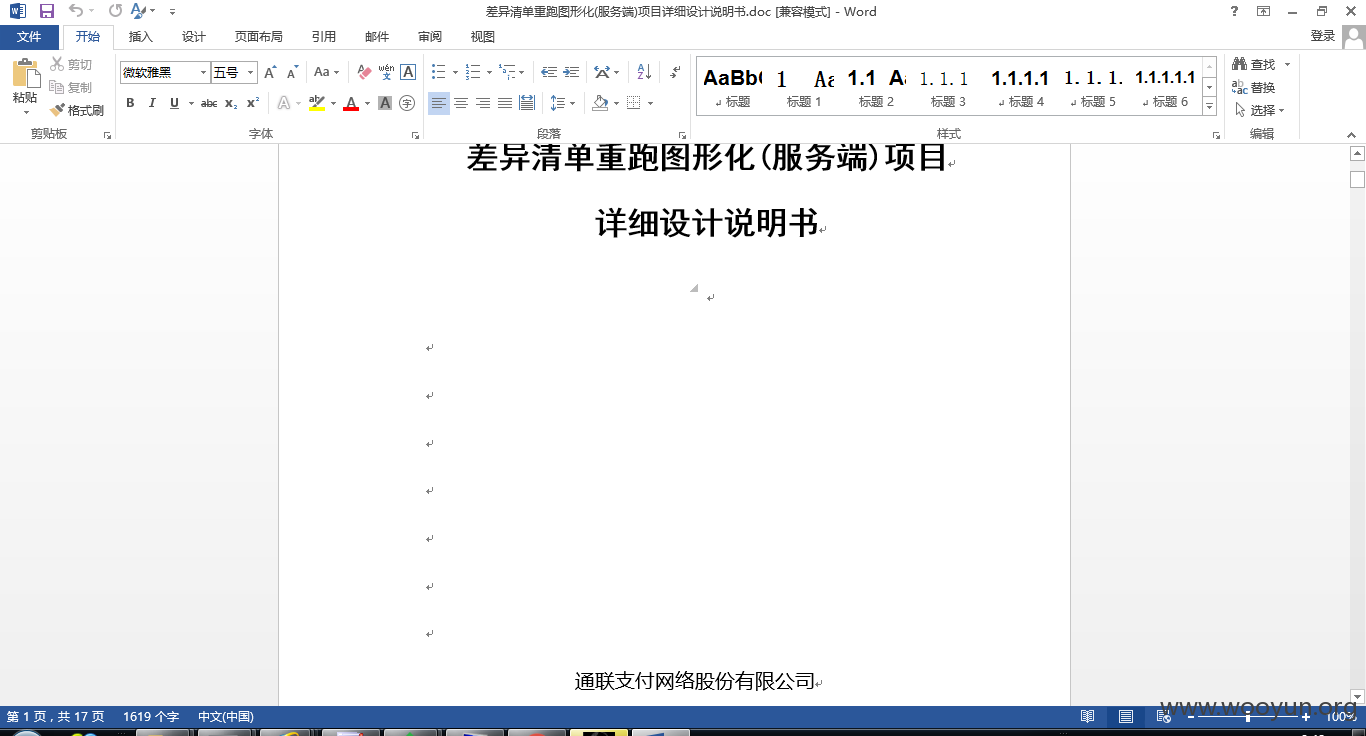 差异清单重跑图形化(服务端)项目详细设计说明书.doc [兼容模式] - Word
文件 开始 插入 设计 页面布局 引用 邮件 审阅 视图 登录
粘贴 剪切 复制 格式刷 剪贴板
微软雅黑 五号 字体
段落
AaBb 1 Aa 1.1 A 1.1.1 1.1.1.1 1.1.1. 1.1.1.1.1
标题 标题 1 标题 2 标题 3 标题 4 标题 5 标题 6
样式
查找 替换 选择 编辑
差异清单重跑图形化(服务端)项目
详细设计说明书
通联支付网络股份有限公司
第 1 页，共 17 页 1619 个字 中文(中国) 100%
www.wooyun.org